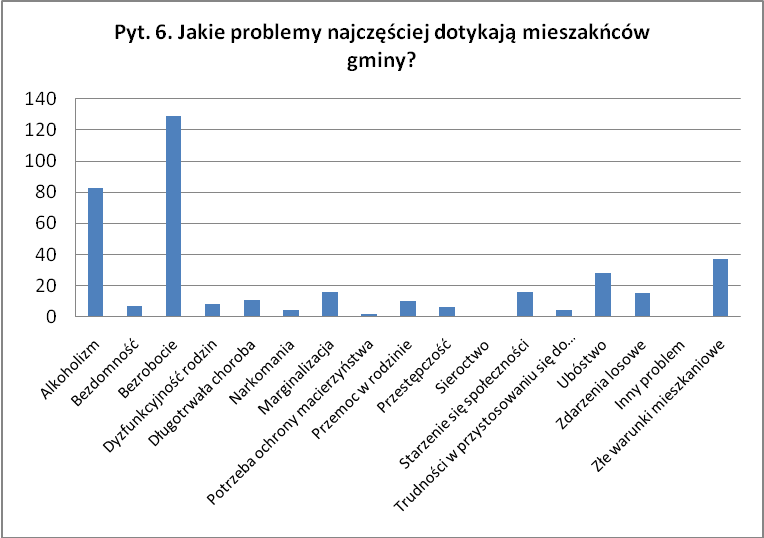 Pyt. 6. Jakie problemy najczęściej dotykają mieszakńców
gminy?
140
120
100
80
60
40
20
0
Alkoholizm
Bezdomność
Bezrobocie
Dyzfunkcyjność rodzin
Długotrwała choroba
Narkomania
Marginalizacja
Potrzeba ochrony macierzyństwa
Przemoc w rodzinie
Przestępczość
Sieroctwo
Starzenie się społeczności
Trudności w przystosowaniu się do...
Ubóstwo
Zdarzenia losowe
Inny problem
Złe warunki mieszkaniowe